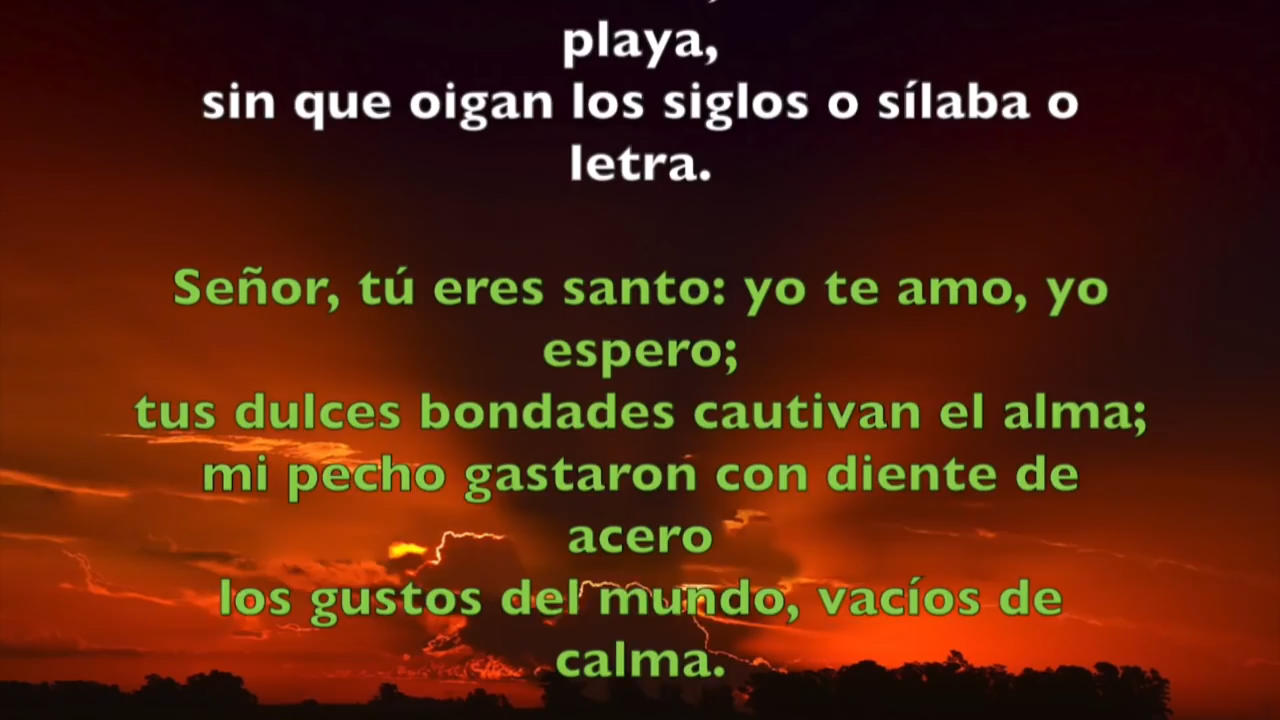 playa,
sin que oigan los siglos o sílaba o
letra.
Señor, tú eres santo: yo te amo, yo
espero;
tus dulces bondades cautivan el alma;
mi pecho gastaron con diente de
acero
los gustos del mundo, vacíos de
calma.